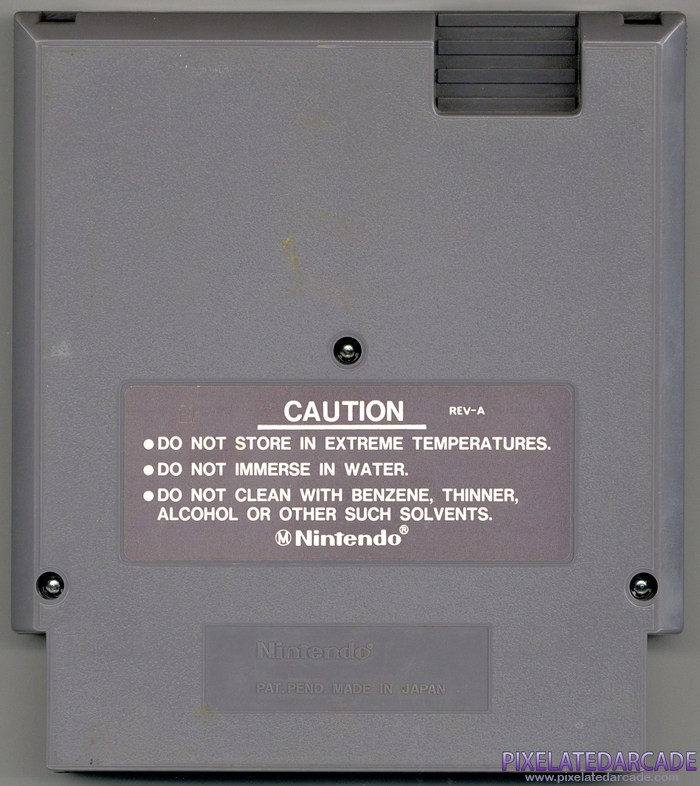 CAUTION REV-A
●DO NOT STORE IN EXTREME TEMPERATURES.
●DO NOT IMMERSE IN WATER.
●DO NOT CLEAN WITH BENZENE, THINNER,
ALCOHOL OR OTHER SUCH SOLVENTS.
Ⓜ Nintendo®
Nintendo®
PAT. PEND. MADE IN JAPAN
PIXELATEDARCADE
www.pixelatedarcade.com